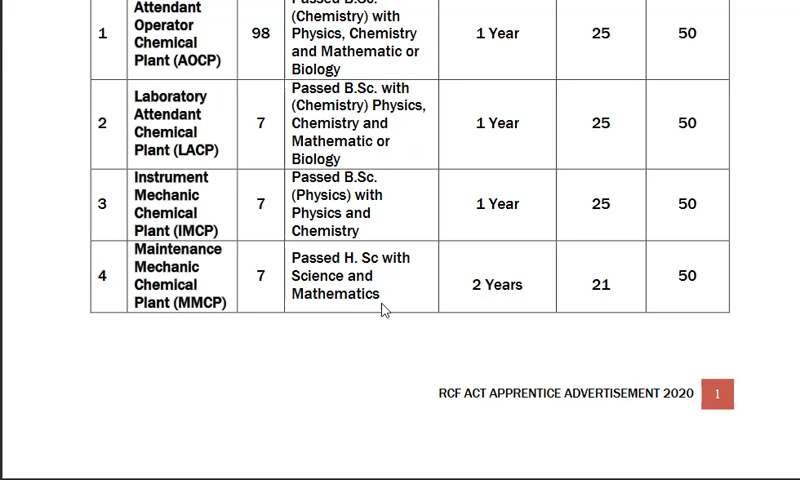 1
Attendant
Operator
Chemical
Plant (AOCP)
98
Passed B.Sc.
(Chemistry) with
Physics, Chemistry
and Mathematic or
Biology
1 Year
25
50
2
Laboratory
Attendant
Chemical
Plant (LACP)
7
Passed B.Sc. with
(Chemistry) Physics,
Chemistry and
Mathematic or
Biology
1 Year
25
50
3
Instrument
Mechanic
Chemical
Plant (IMCP)
7
Passed B.Sc.
(Physics) with
Physics and
Chemistry
1 Year
25
50
4
Maintenance
Mechanic
Chemical
Plant (MMCP)
7
Passed H. Sc with
Science and
Mathematics
2 Years
21
50
RCF ACT APPRENTICE ADVERTISEMENT 2020
1